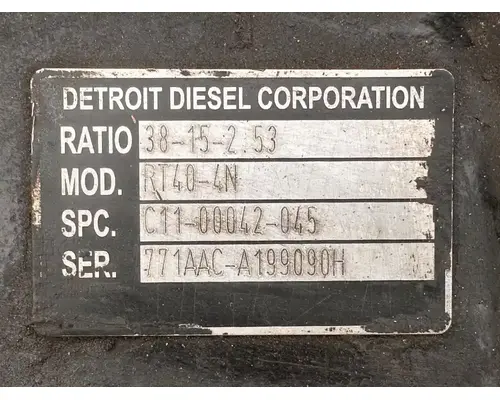 DETROIT DIESEL CORPORATION
RATIO 38-15-2.53
MOD. RT40-4N
SPC. C11-00042-045
SER. 771AAC-A199090H